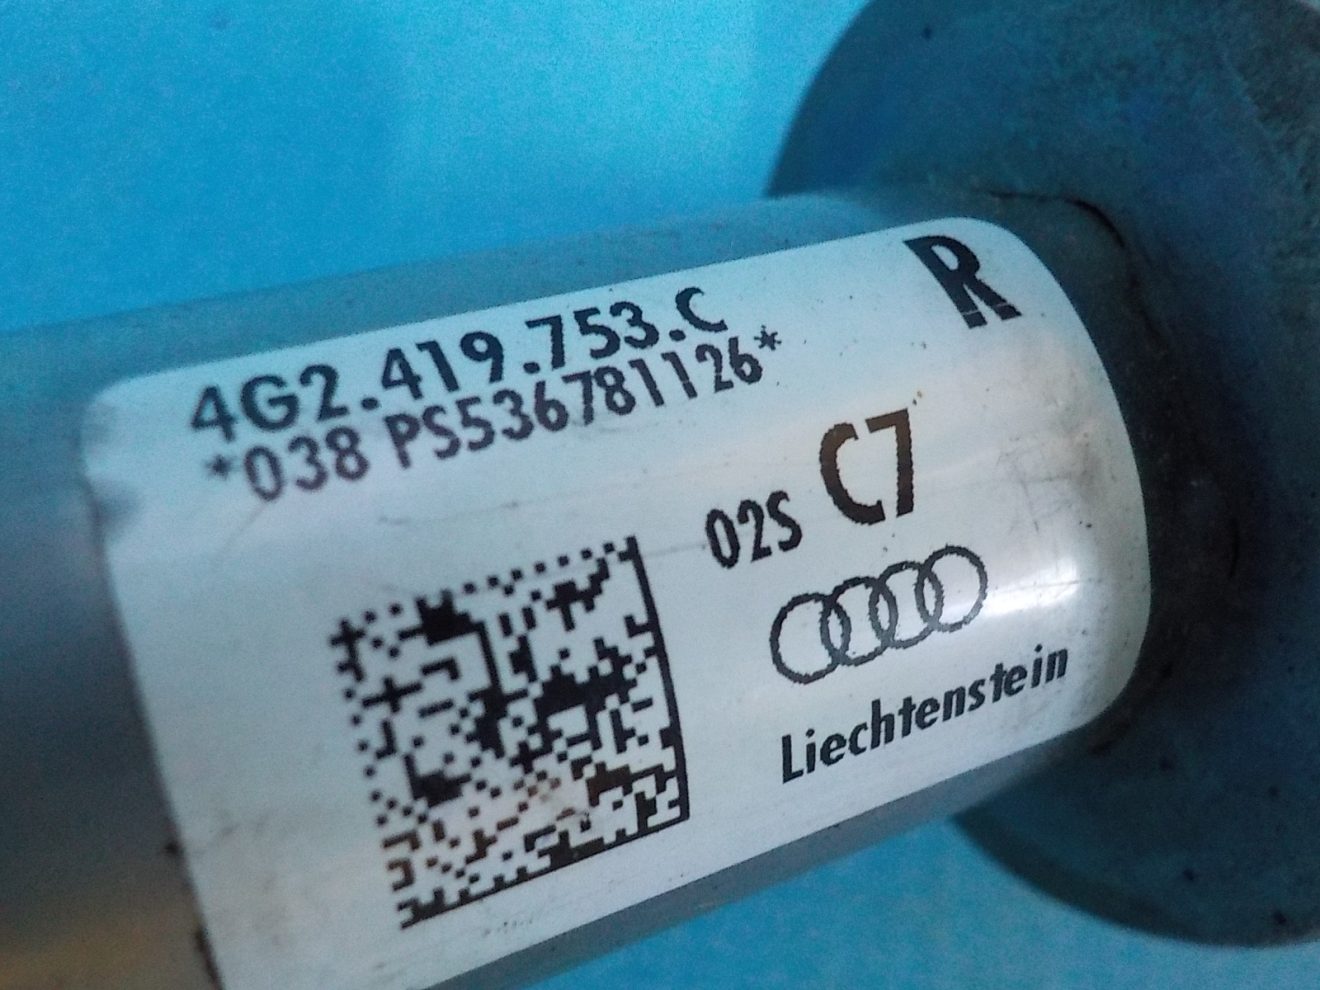 R
4G2.419.753.C
*038 PS536781126*
02S C7
Liechtenstein